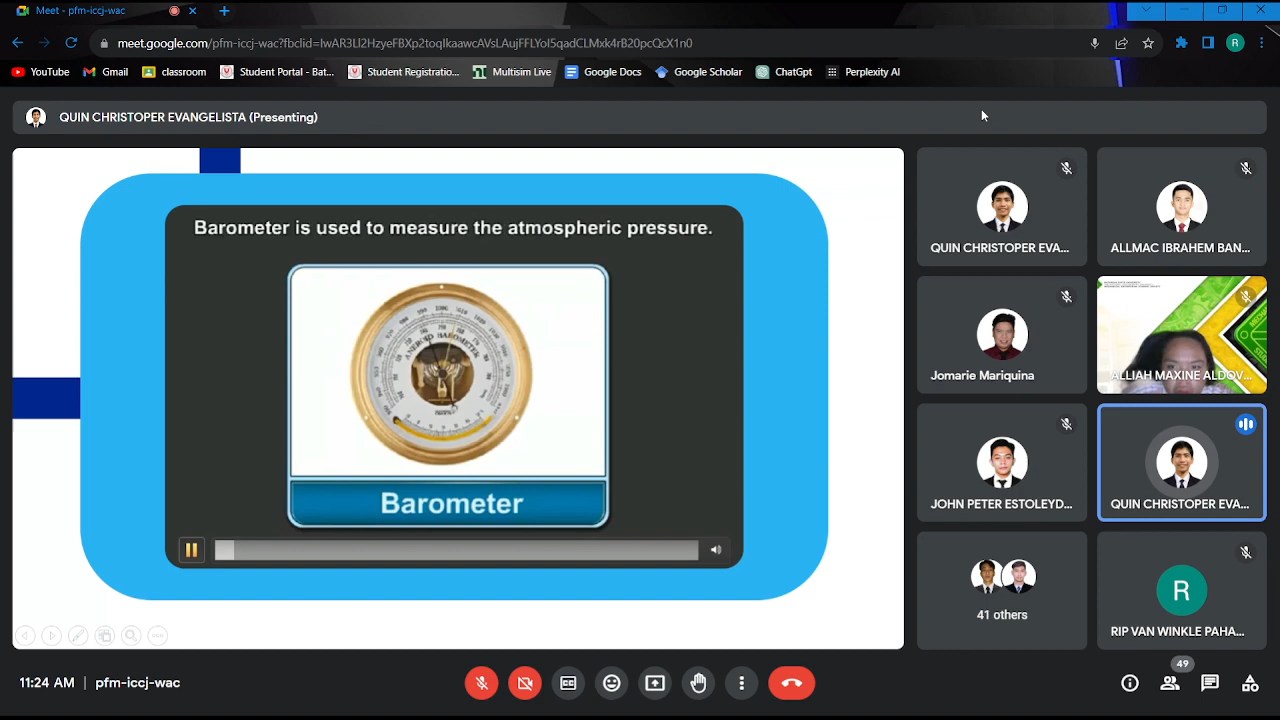 Meet - pfm-iccj-wac
meet.google.com/pfm-iccj-wac?fbclid=IwAR3LI2HzyeFBXp2toqIkaawcAVsLAujFFLYoI5qadCLMxk4rB20pcQcX1n0
R
YouTube
Gmail
classroom
Student Portal – Bat...
Student Registratio...
Multisim Live
Google Docs
Google Scholar
ChatGpt
Perplexity AI
QUIN CHRISTOPER EVANGELISTA (Presenting)
Barometer is used to measure the atmospheric pressure.
ANEROID BAROMETER
Barometer
QUIN CHRISTOPER EVA...
ALLMAC IBRAHEM BAN...
Jomarie Mariquina
ALLIAH MAXINE ALDOV...
JOHN PETER ESTOLEYD...
QUIN CHRISTOPER EVA...
41 others
R
RIP VAN WINKLE PAHA...
11:24 AM | pfm-iccj-wac
49